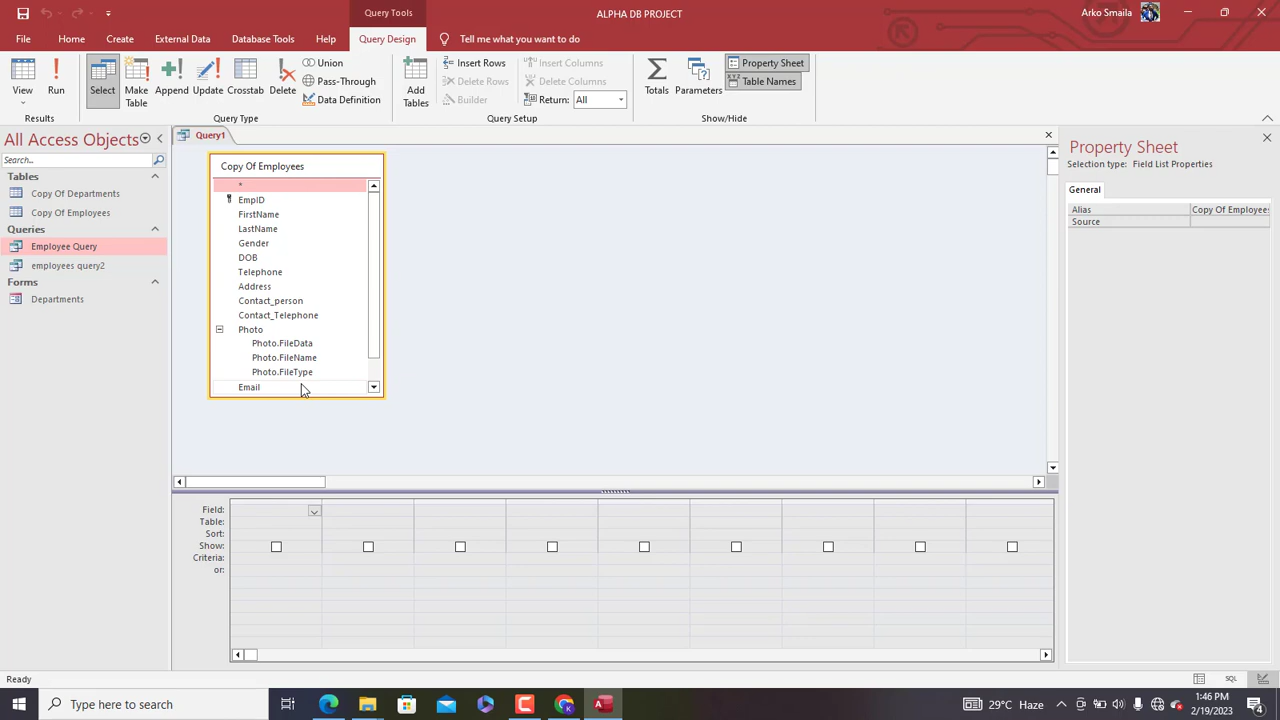 Query Tools
ALPHA DB PROJECT
Arko Smaila
File
Home
Create
External Data
Database Tools
Help
Query Design
Tell me what you want to do
View
Run
Results
Select
Make Table
Append
Update
Crosstab
Delete
Union
Pass-Through
Data Definition
Query Type
Add Tables
Insert Rows
Delete Rows
Builder
Insert Columns
Delete Columns
Return: All
Query Setup
Totals
Parameters
Property Sheet
Table Names
Show/Hide
All Access Objects
Search...
Tables
Copy Of Departments
Copy Of Employees
Queries
Employee Query
employees query2
Forms
Departments
Query1
Copy Of Employees
*
EmpID
FirstName
LastName
Gender
DOB
Telephone
Address
Contact_person
Contact_Telephone
Photo
Photo.FileData
Photo.FileName
Photo.FileType
Email
Field:
Table:
Sort:
Show:
Criteria:
or:
Property Sheet
Selection type: Field List Properties
General
Alias Copy Of Employees
Source
Ready
SQL
Type here to search
29°C Haze
1:46 PM
2/19/2023
4